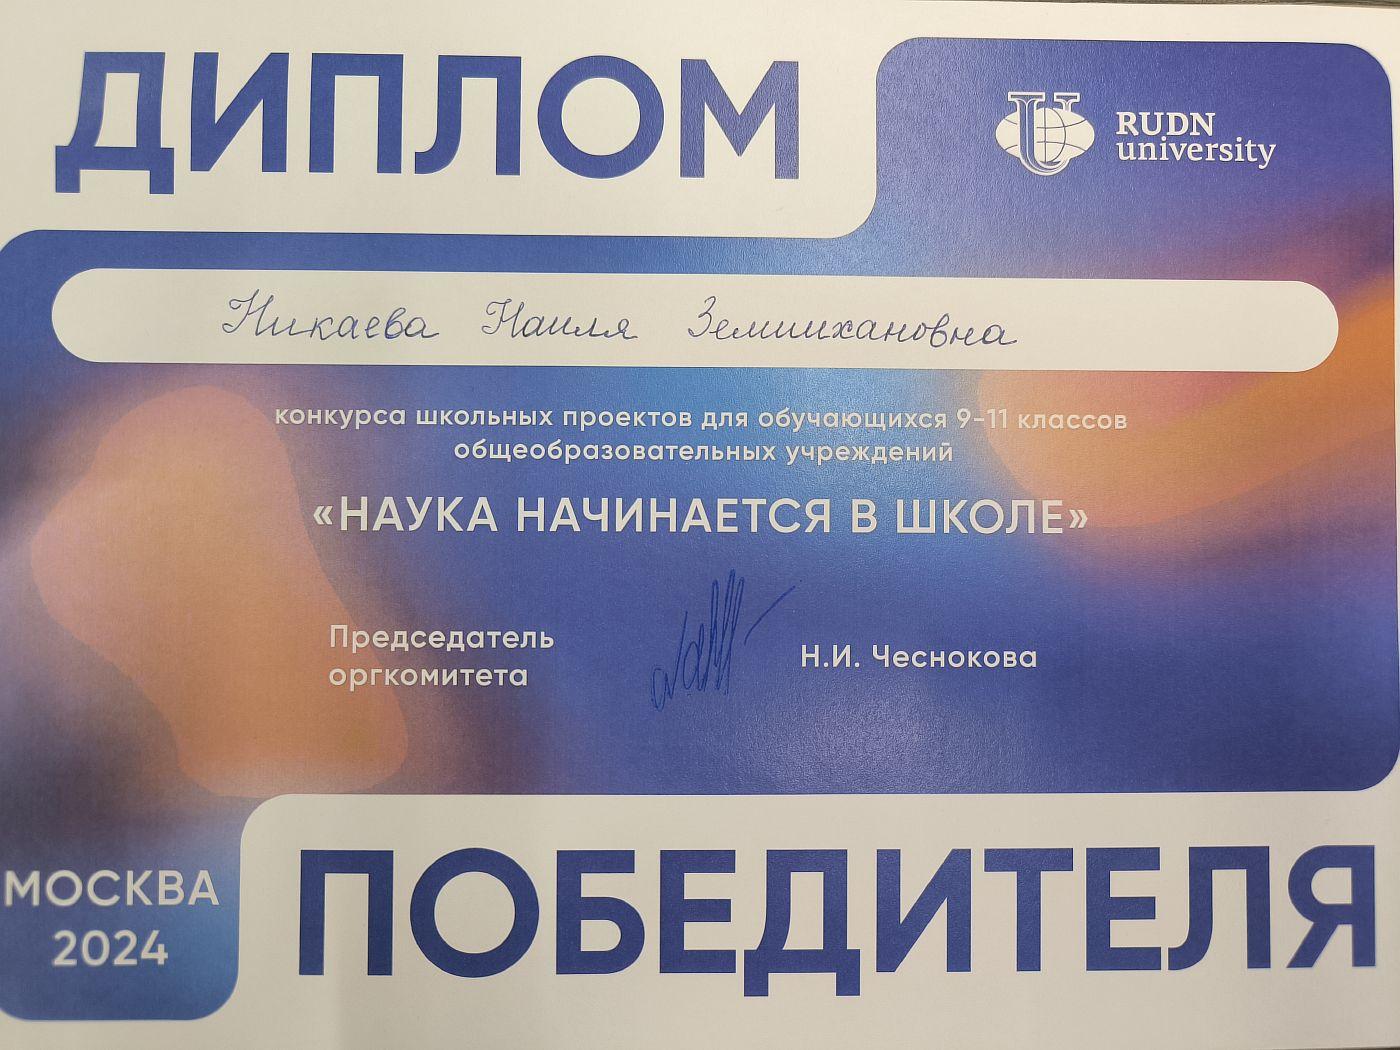 ДИПЛОМ
RUDN
university
Никаева Наиля Земшихановна
конкурса школьных проектов для обучающихся 9-11 классов
общеобразовательных учреждений
«НАУКА НАЧИНАЕТСЯ В ШКОЛЕ»
Председатель
оргкомитета
Н.И. Чеснокова
МОСКВА
2024
ПОБЕДИТЕЛЯ